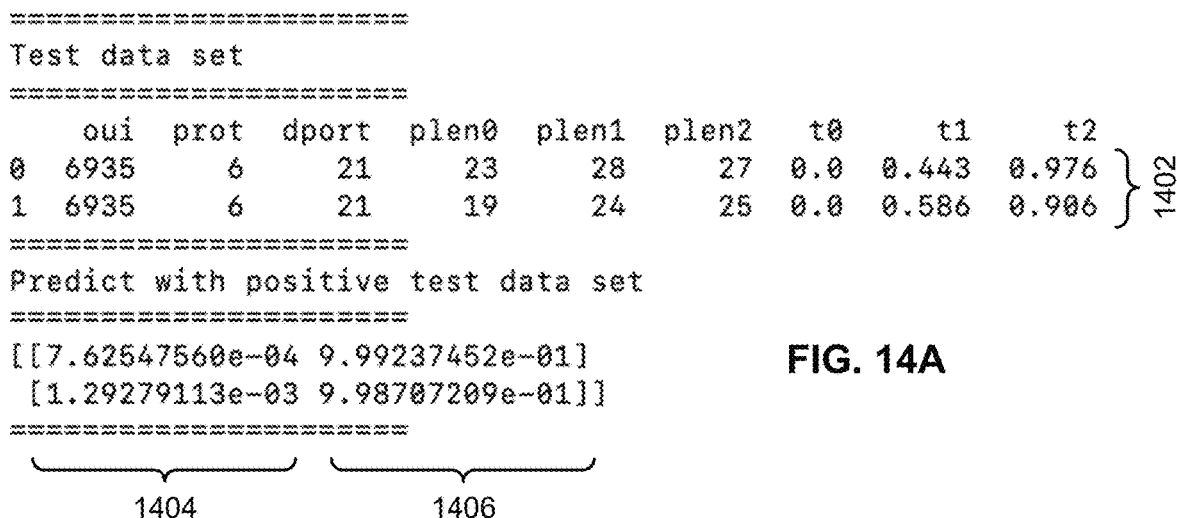 ======================
Test data set
======================
oui prot dport plen0 plen1 plen2 t0 t1 t2
0 6935 6 21 23 28 27 0.0 0.443 0.976
1 6935 6 21 19 24 25 0.0 0.586 0.906
1402
======================
Predict with positive test data set
======================
[[7.62547560e-04 9.99237452e-01]
[1.29279113e-03 9.98707209e-01]]
FIG. 14A
======================
1404 1406